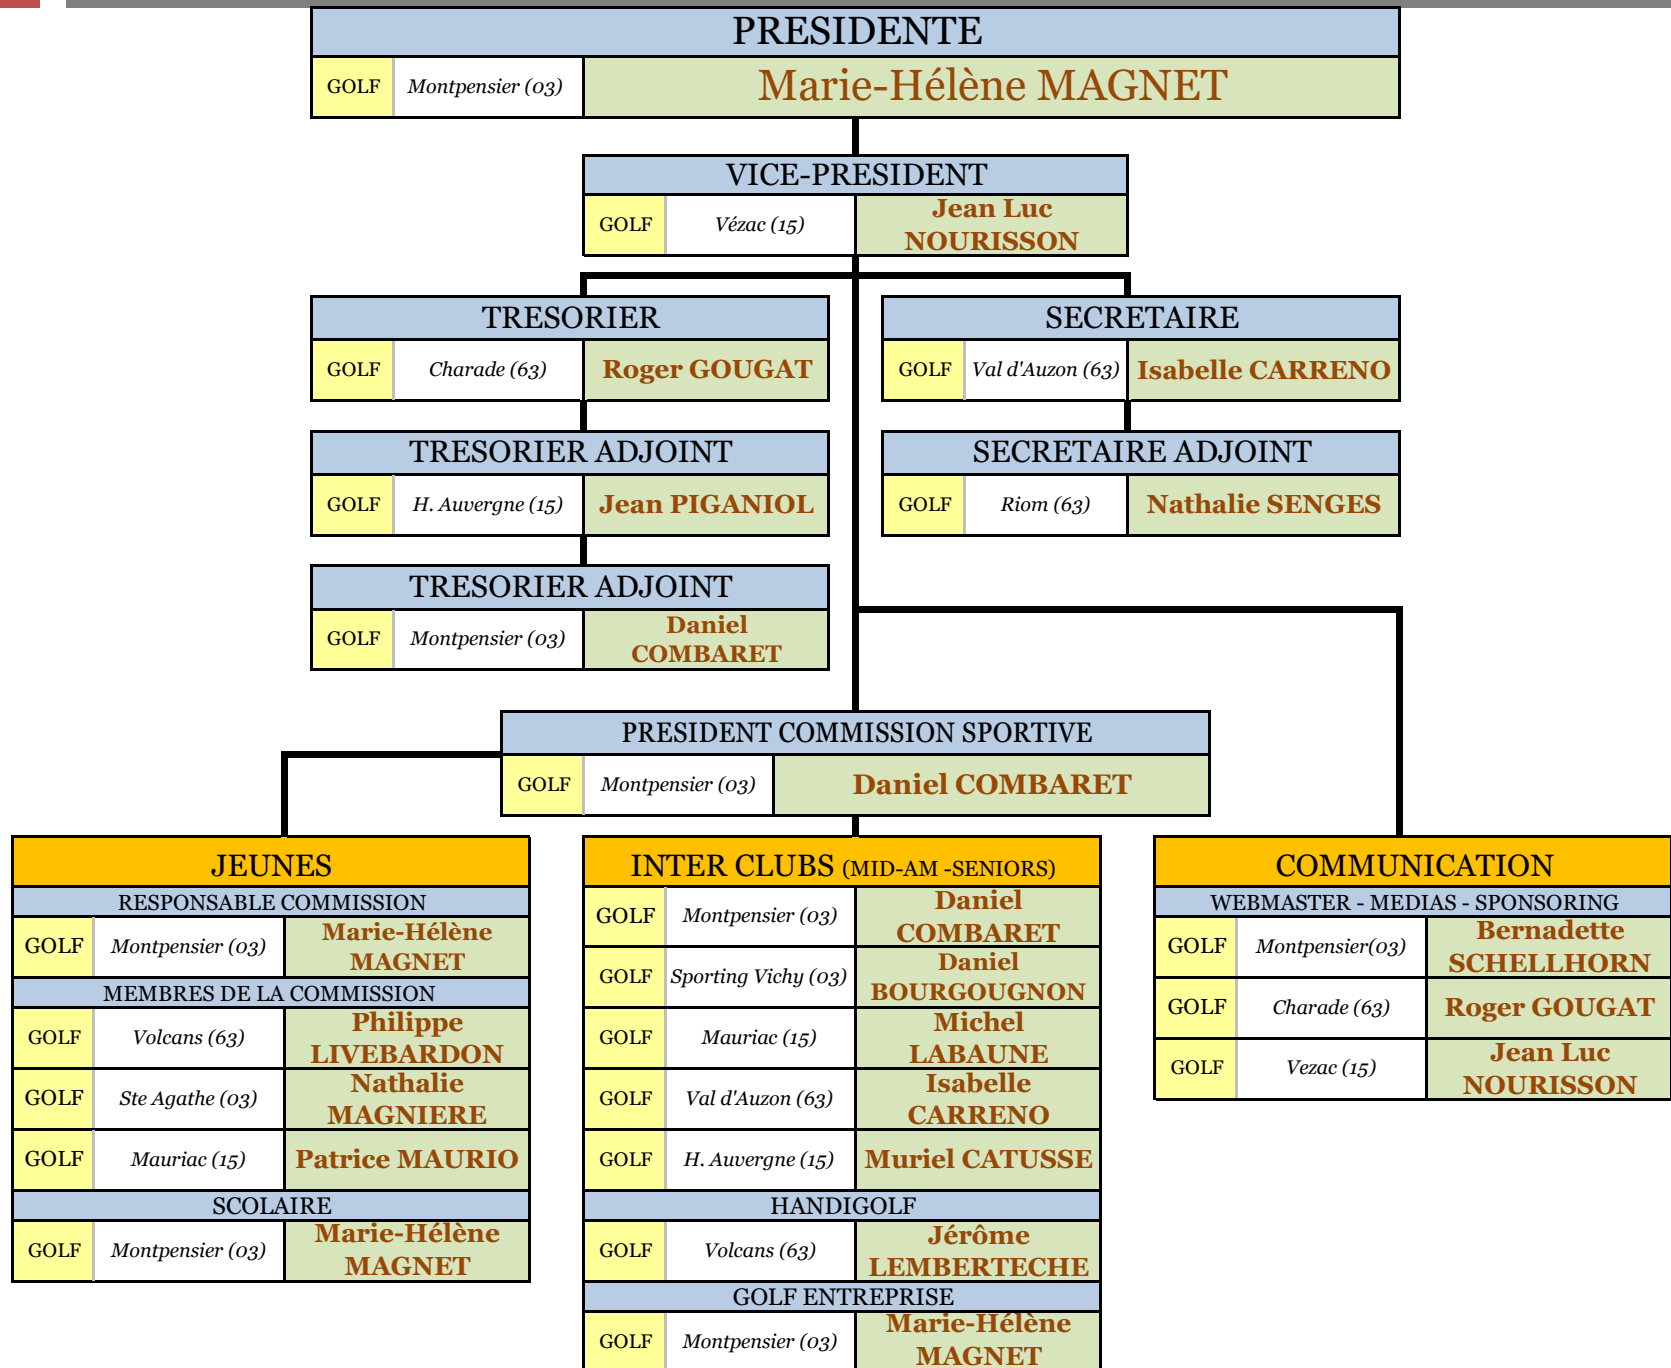 PRESIDENTE
GOLF Montpensier (03) Marie-Hélène MAGNET
VICE-PRESIDENT
GOLF Vézac (15) Jean Luc
NOURISSON
TRESORIER
GOLF Charade (63) Roger GOUGAT
SECRETAIRE
GOLF Val d'Auzon (63) Isabelle CARRENO
TRESORIER ADJOINT
GOLF H. Auvergne (15) Jean PIGANIOL
SECRETAIRE ADJOINT
GOLF Riom (63) Nathalie SENGES
TRESORIER ADJOINT
GOLF Montpensier (03) Daniel
COMBARET
PRESIDENT COMMISSION SPORTIVE
GOLF Montpensier (03) Daniel COMBARET
JEUNES
RESPONSABLE COMMISSION
GOLF Montpensier (03) Marie-Hélène
MAGNET
MEMBRES DE LA COMMISSION
GOLF Volcans (63) Philippe
LIVEBARDON
GOLF Ste Agathe (03) Nathalie
MAGNIERE
GOLF Mauriac (15) Patrice MAURIO
SCOLAIRE
GOLF Montpensier (03) Marie-Hélène
MAGNET
INTER CLUBS (MID-AM -SENIORS)
GOLF Montpensier (03) Daniel
COMBARET
GOLF Sporting Vichy (03) Daniel
BOURGOUGNON
GOLF Mauriac (15) Michel
LABAUNE
GOLF Val d'Auzon (63) Isabelle
CARRENO
GOLF H. Auvergne (15) Muriel CATUSSE
HANDIGOLF
GOLF Volcans (63) Jérôme
LEMBERTECHE
GOLF ENTREPRISE
GOLF Montpensier (03) Marie-Hélène
MAGNET
COMMUNICATION
WEBMASTER - MEDIAS - SPONSORING
GOLF Montpensier(03) Bernadette
SCHELLHORN
GOLF Charade (63) Roger GOUGAT
GOLF Vezac (15) Jean Luc
NOURISSON